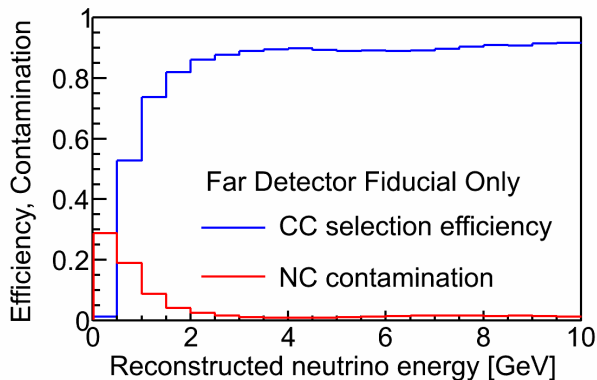 Efficiency, Contamination
1
0.8
0.6
0.4
0.2
0
Far Detector Fiducial Only
CC selection efficiency
NC contamination
0 2 4 6 8 10
Reconstructed neutrino energy [GeV]